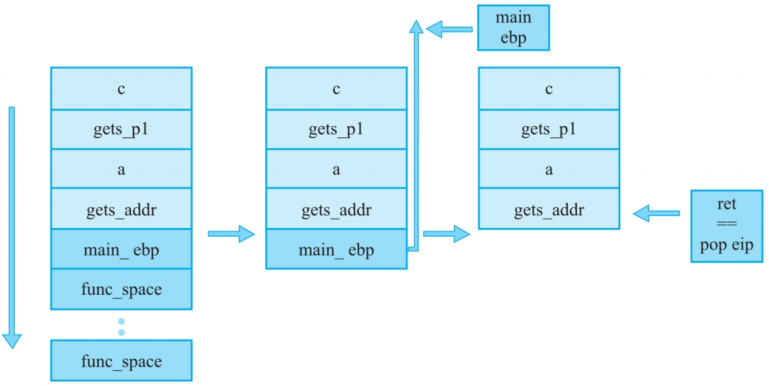 main
ebp
c
gets_p1
a
gets_addr
main_ ebp
func_space
func_space
c
gets_p1
a
gets_addr
main_ ebp
c
gets_p1
a
gets_addr
ret
==
pop eip